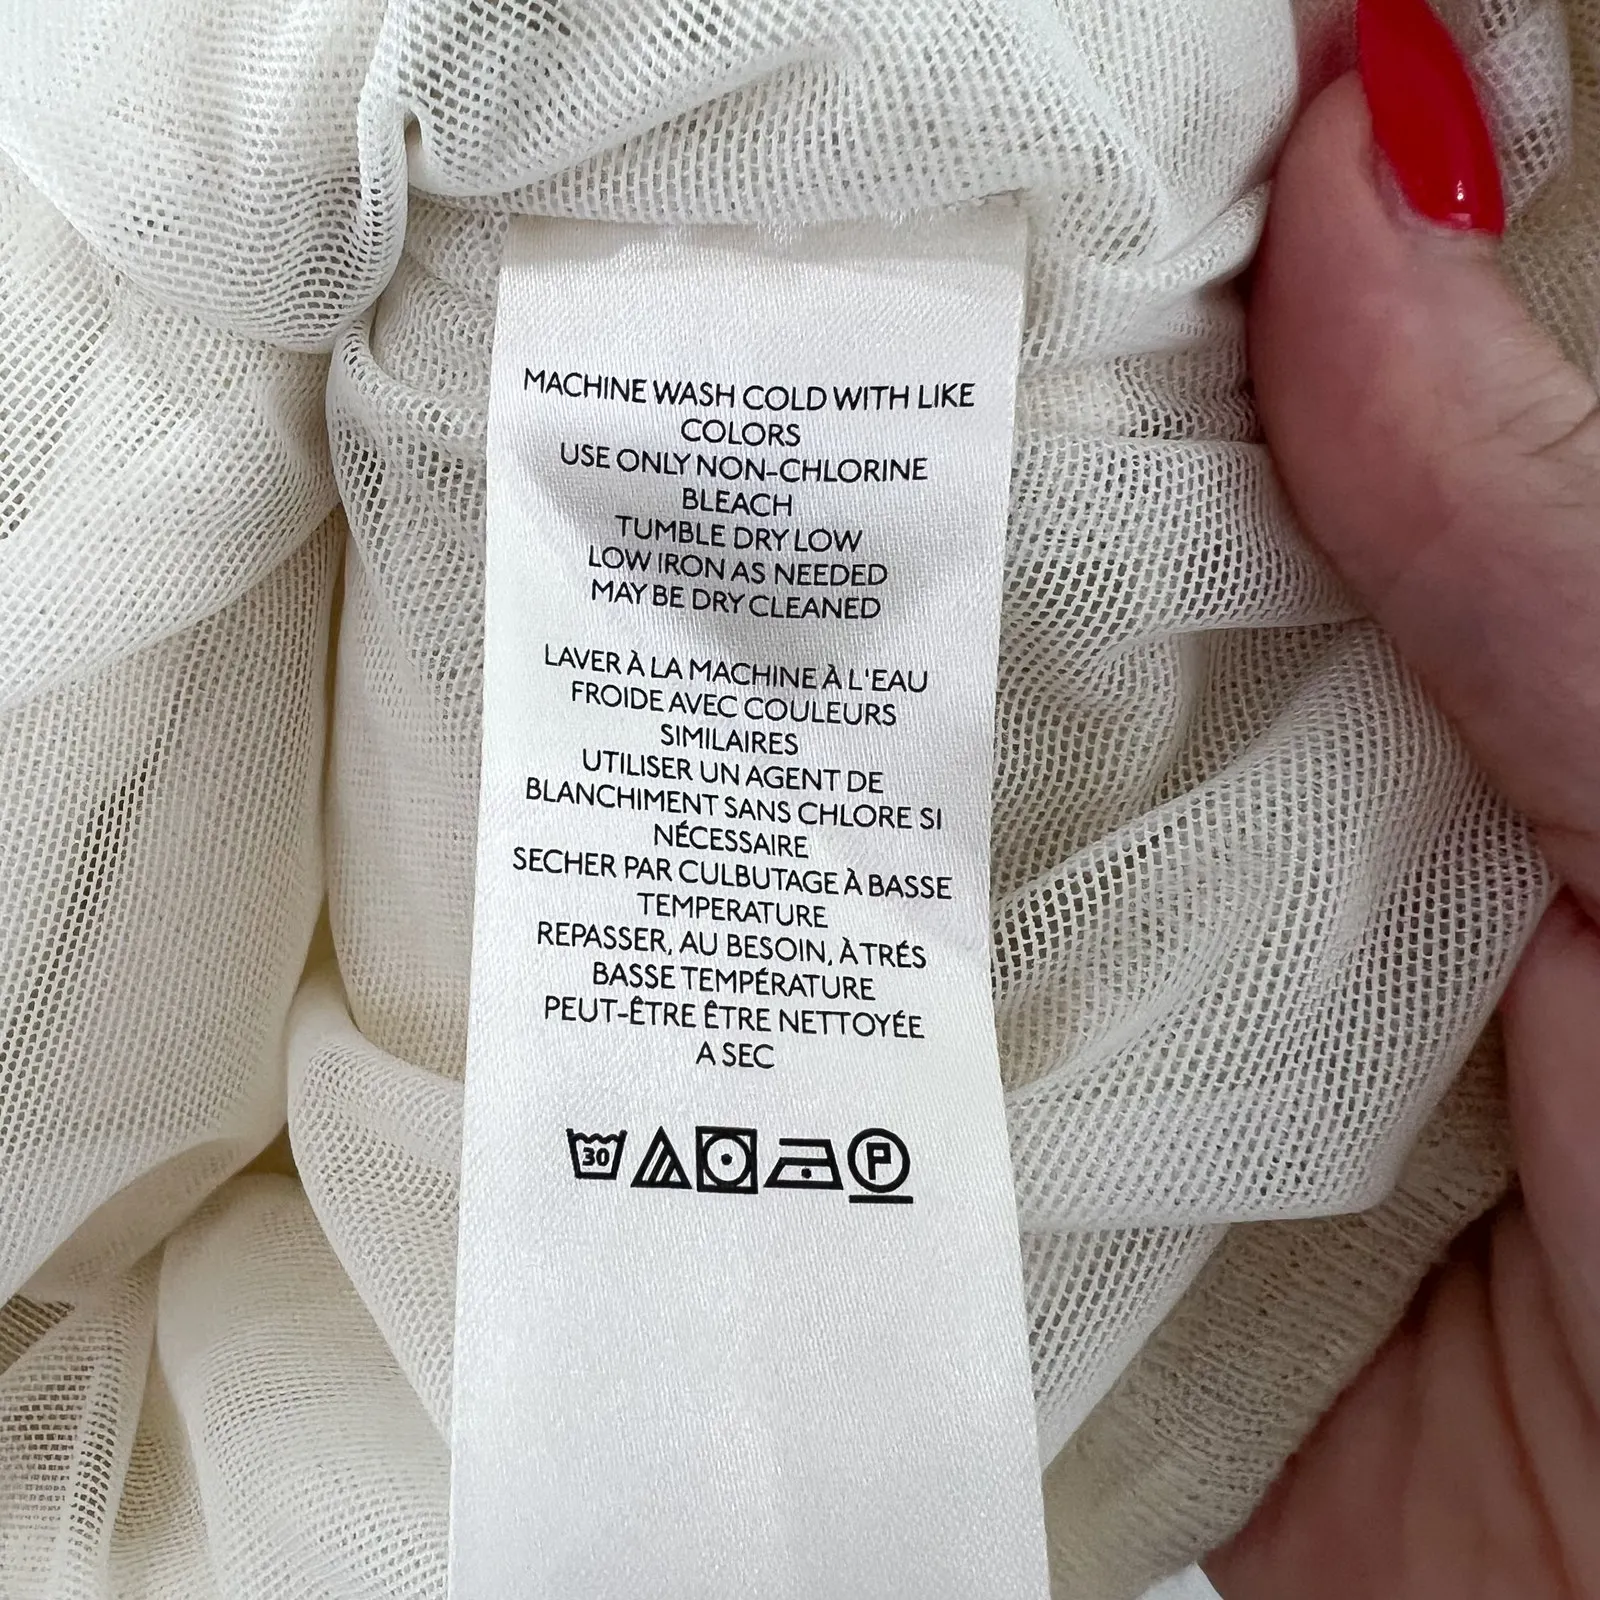 MACHINE WASH COLD WITH LIKE
COLORS
USE ONLY NON-CHLORINE
BLEACH
TUMBLE DRY LOW
LOW IRON AS NEEDED
MAY BE DRY CLEANED
LAVER À LA MACHINE À L'EAU
FROIDE AVEC COULEURS
SIMILAIRES
UTILISER UN AGENT DE
BLANCHIMENT SANS CHLORE SI
NÉCESSAIRE
SECHER PAR CULBUTAGE À BASSE
TEMPERATURE
REPASSER, AU BESOIN, À TRÉS
BASSE TEMPÉRATURE
PEUT-ÊTRE ÊTRE NETTOYÉE
A SEC
30 P